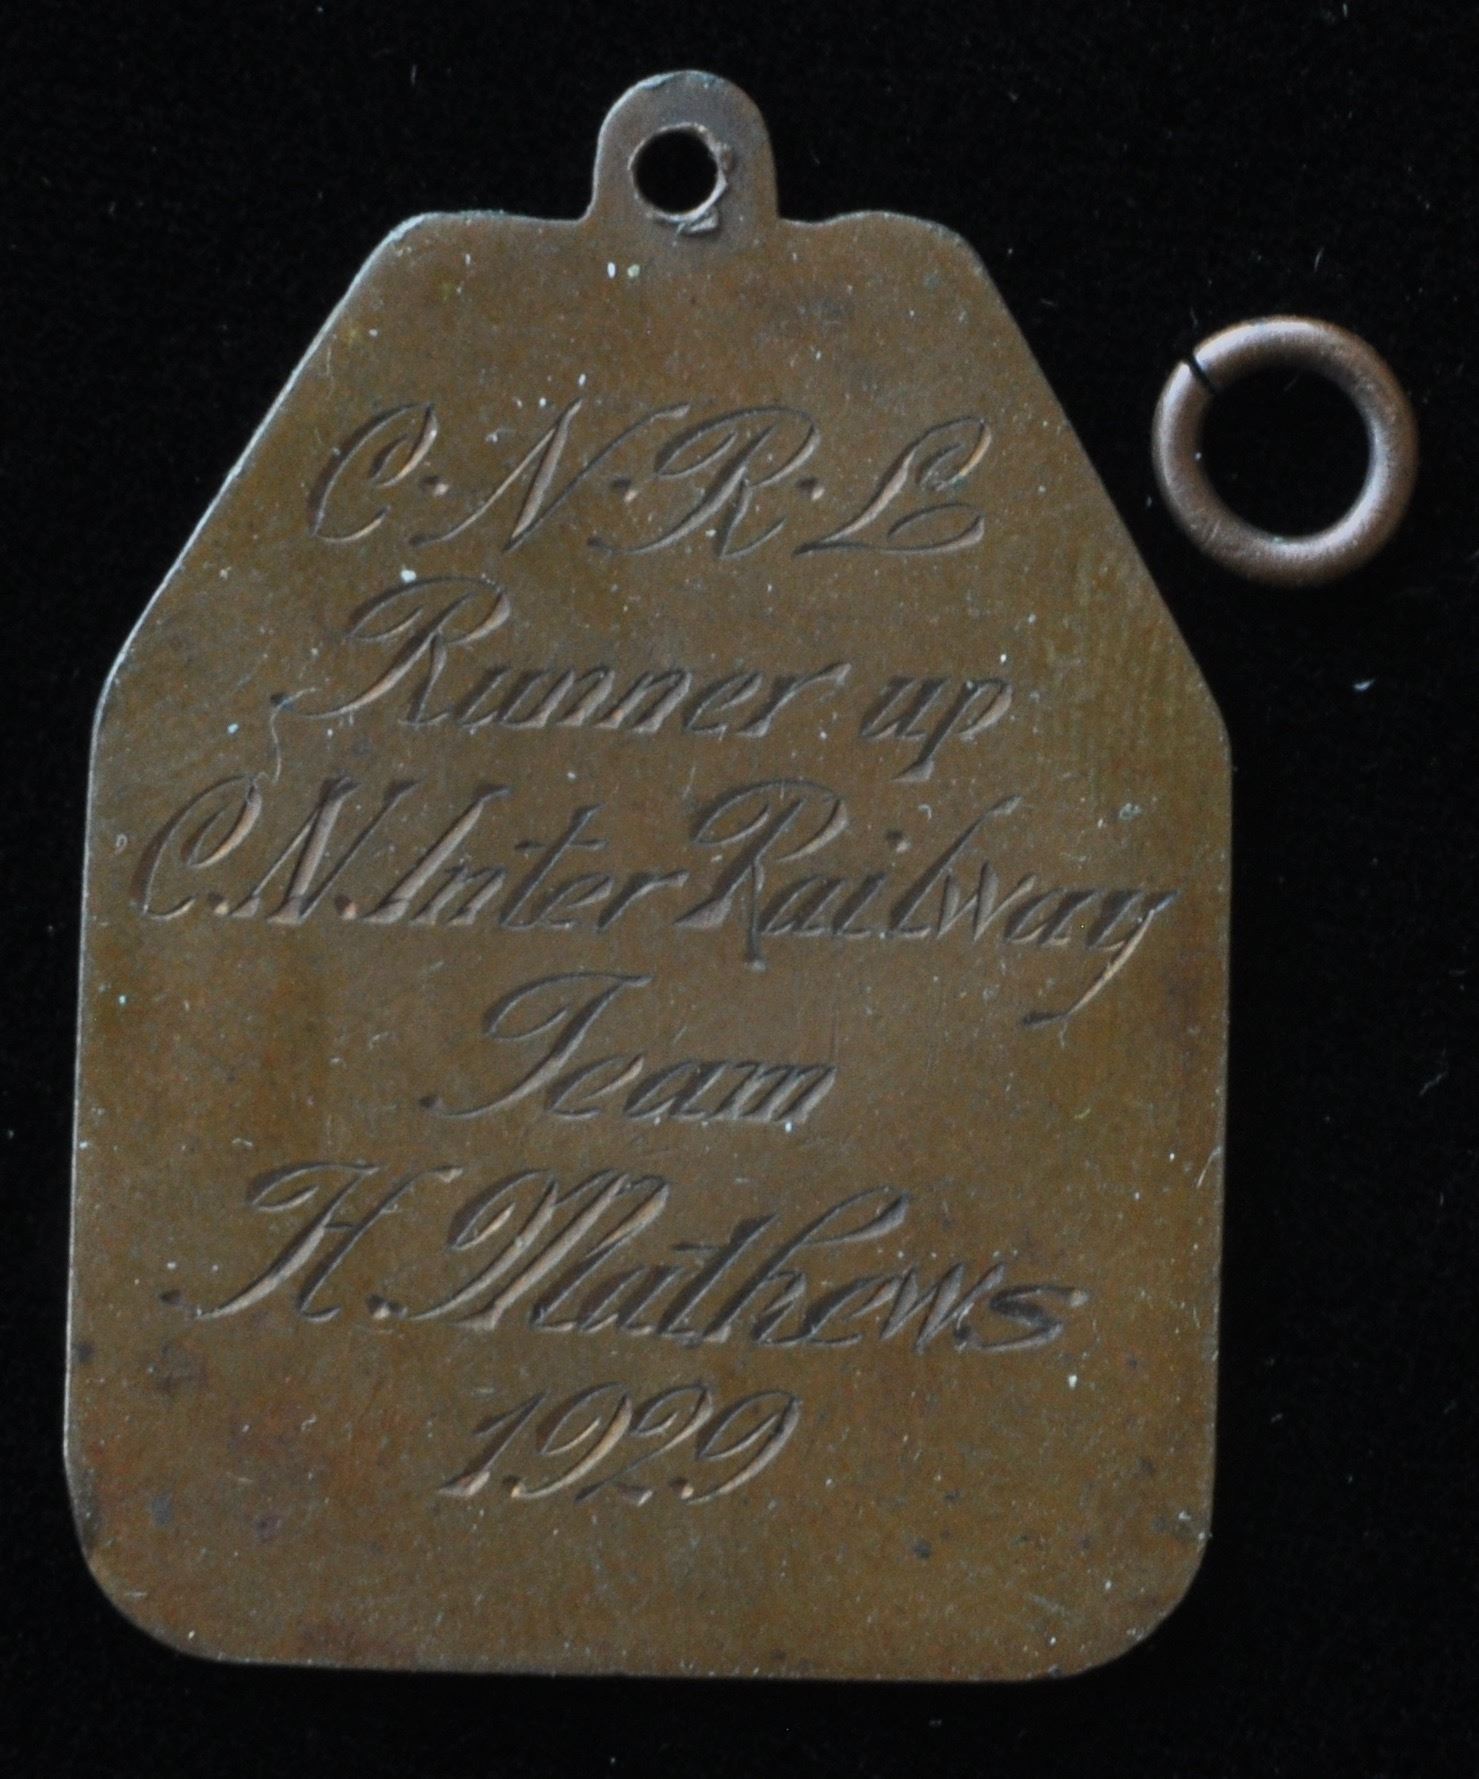 C.N.R.L
Runner up
C.N. Inter Railway
Team
H. Mathews
1929